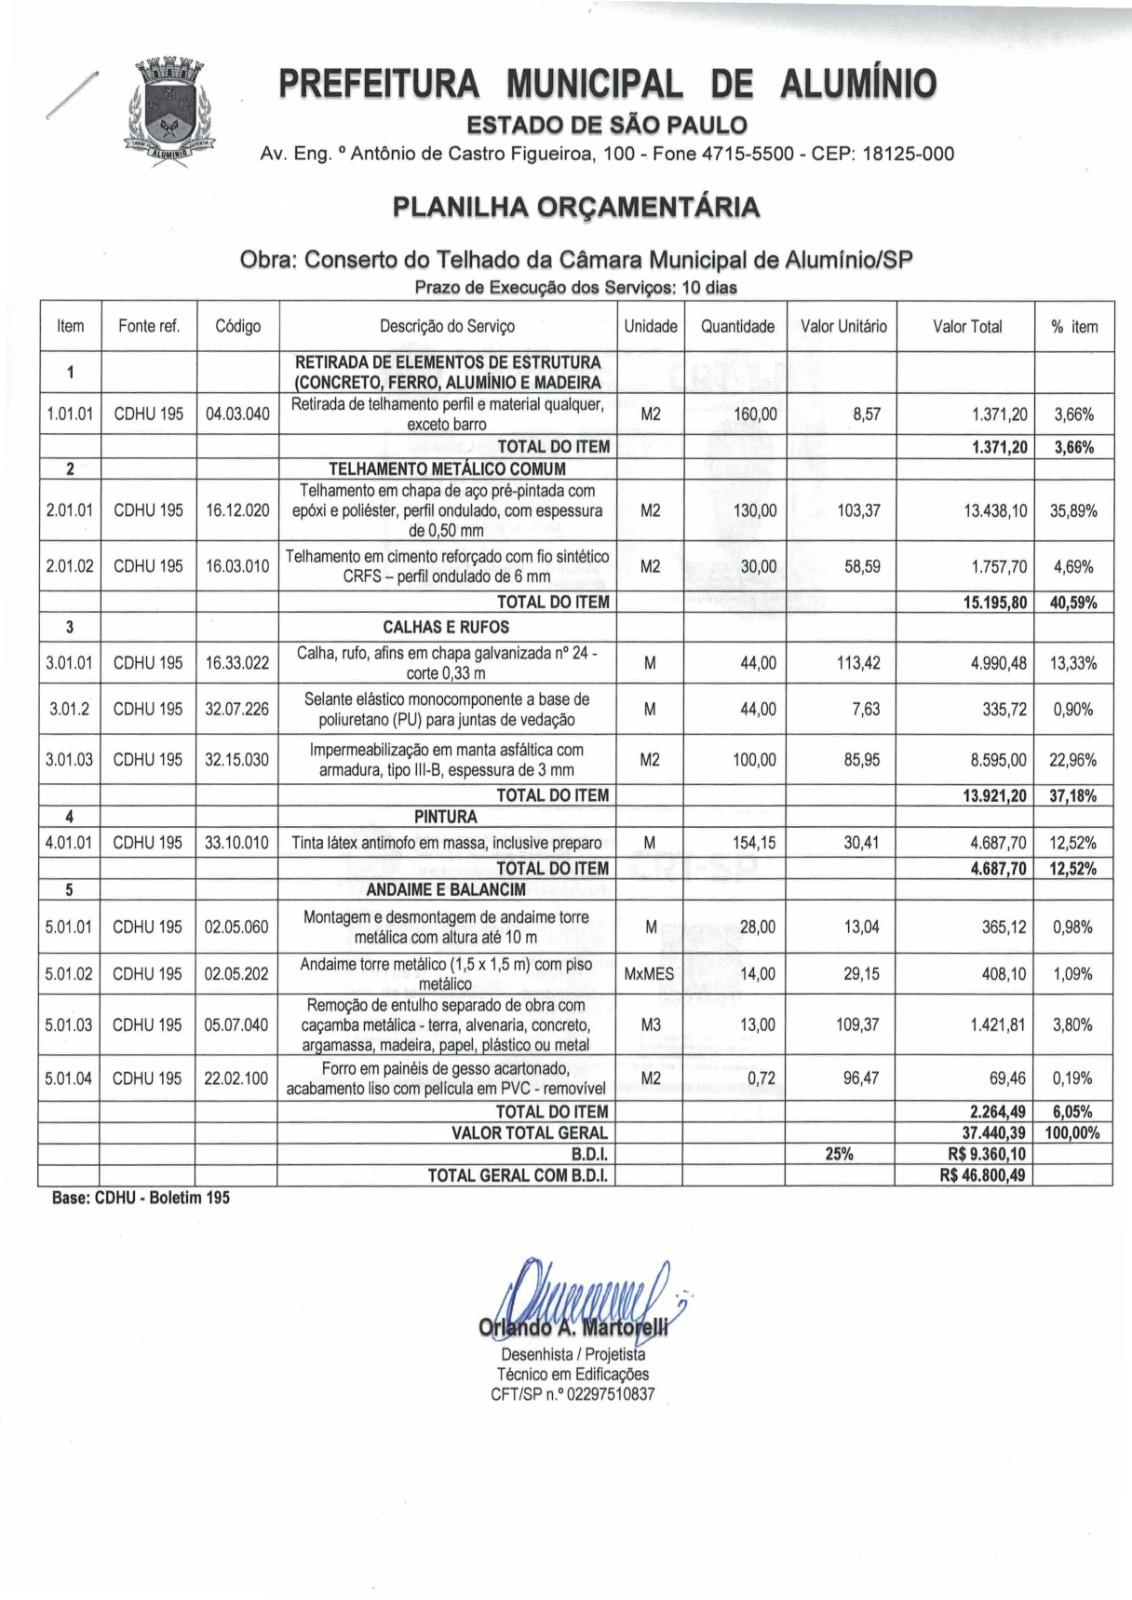 PREFEITURA MUNICIPAL DE ALUMÍNIO
ESTADO DE SÃO PAULO
Av. Eng. º Antônio de Castro Figueiroa, 100 - Fone 4715-5500 - CEP: 18125-000
ALUMÍNIO
PLANILHA ORÇAMENTÁRIA
Obra: Conserto do Telhado da Câmara Municipal de Alumínio/SP
Prazo de Execução dos Serviços: 10 dias
Item Fonte ref. Código Descrição do Serviço Unidade Quantidade Valor Unitário Valor Total % item
1 RETIRADA DE ELEMENTOS DE ESTRUTURA
(CONCRETO, FERRO, ALUMÍNIO E MADEIRA
1.01.01 CDHU 195 04.03.040 Retirada de telhamento perfil e material qualquer, M2 160,00 8,57 1.371,20 3,66%
exceto barro
TOTAL DO ITEM 1.371,20 3,66%
2 TELHAMENTO METÁLICO COMUM
Telhamento em chapa de aço pré-pintada com
2.01.01 CDHU 195 16.12.020 epóxi e poliéster, perfil ondulado, com espessura M2 130,00 103,37 13.438,10 35,89%
de 0,50 mm
2.01.02 CDHU 195 16.03.010 Telhamento em cimento reforçado com fio sintético M2 30,00 58,59 1.757,70 4,69%
CRFS – perfil ondulado de 6 mm
TOTAL DO ITEM 15.195,80 40,59%
3 CALHAS E RUFOS
3.01.01 CDHU 195 16.33.022 Calha, rufo, afins em chapa galvanizada nº 24 - M 44,00 113,42 4.990,48 13,33%
corte 0,33 m
3.01.2 CDHU 195 32.07.226 Selante elástico monocomponente a base de M 44,00 7,63 335,72 0,90%
poliuretano (PU) para juntas de vedação
3.01.03 CDHU 195 32.15.030 Impermeabilização em manta asfáltica com M2 100,00 85,95 8.595,00 22,96%
armadura, tipo III-B, espessura de 3 mm
TOTAL DO ITEM 13.921,20 37,18%
4 PINTURA
4.01.01 CDHU 195 33.10.010 Tinta látex antimofo em massa, inclusive preparo M 154,15 30,41 4.687,70 12,52%
TOTAL DO ITEM 4.687,70 12,52%
5 ANDAIME E BALANCIM
5.01.01 CDHU 195 02.05.060 Montagem e desmontagem de andaime torre M 28,00 13,04 365,12 0,98%
metálica com altura até 10 m
5.01.02 CDHU 195 02.05.202 Andaime torre metálico (1,5 x 1,5 m) com piso MxMES 14,00 29,15 408,10 1,09%
metálico
Remoção de entulho separado de obra com
5.01.03 CDHU 195 05.07.040 caçamba metálica - terra, alvenaria, concreto, M3 13,00 109,37 1.421,81 3,80%
argamassa, madeira, papel, plástico ou metal
5.01.04 CDHU 195 22.02.100 Forro em painéis de gesso acartonado, M2 0,72 96,47 69,46 0,19%
acabamento liso com película em PVC - removivel
TOTAL DO ITEM 2.264,49 6,05%
VALOR TOTAL GERAL 37.440,39 100,00%
B.D.I. 25% R$ 9.360,10
TOTAL GERAL COM B.D.I. R$ 46.800,49
Base: CDHU - Boletim 195
Orlando A. Martorelli
Desenhista / Projetista
Técnico em Edificações
CFT/SP n.º 02297510837